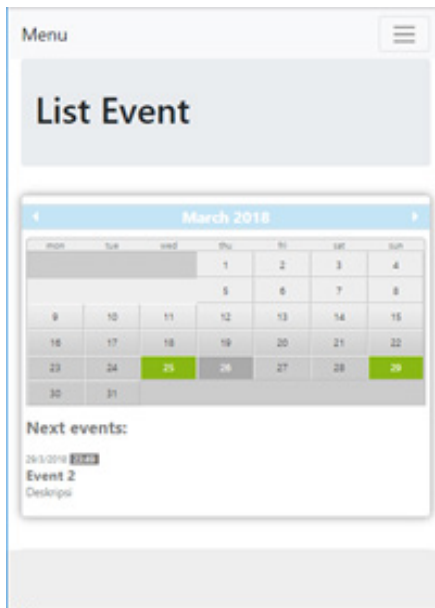 Menu
List Event
March 2018
mon tue wed thu fri sat sun
1 2 3 4
5 6 7 8
9 10 11 12 13 14 15
16 17 18 19 20 21 22
23 24 25 26 27 28 29
30 31
Next events:
29/3/2018 23:49
Event 2
Deskripsi